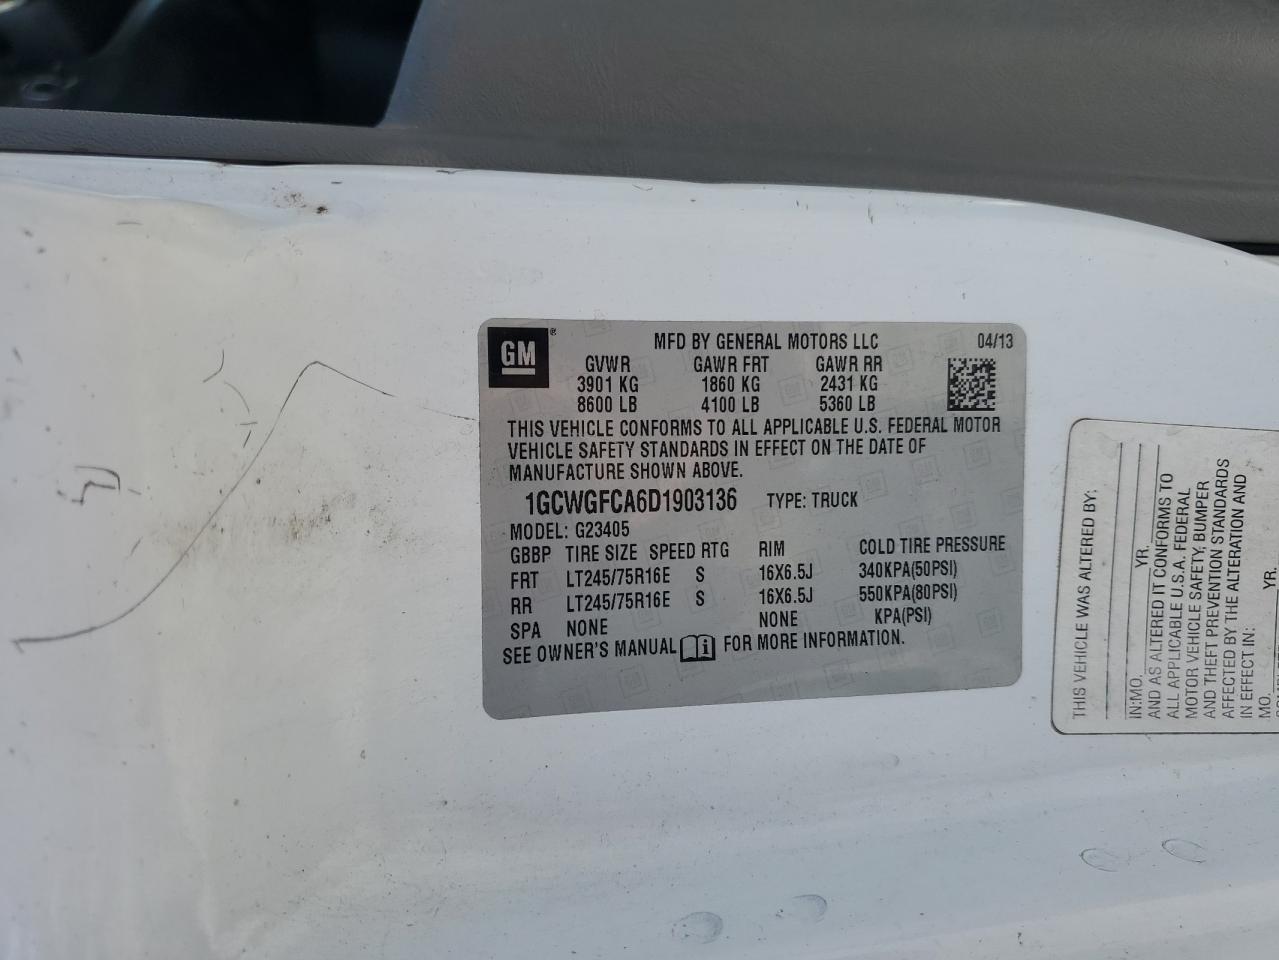 GM ®
MFD BY GENERAL MOTORS LLC 04/13
GVWR GAWR FRT GAWR RR
3901 KG 1860 KG 2431 KG
8600 LB 4100 LB 5360 LB
THIS VEHICLE CONFORMS TO ALL APPLICABLE U.S. FEDERAL MOTOR
VEHICLE SAFETY STANDARDS IN EFFECT ON THE DATE OF
MANUFACTURE SHOWN ABOVE.
1GCWGFCA6D1903136 TYPE: TRUCK
MODEL: G23405
GBBP TIRE SIZE SPEED RTG RIM COLD TIRE PRESSURE
FRT LT245/75R16E S 16X6.5J 340KPA(50PSI)
RR LT245/75R16E S 16X6.5J 550KPA(80PSI)
SPA NONE NONE KPA(PSI)
SEE OWNER'S MANUAL i FOR MORE INFORMATION.
THIS VEHICLE WAS ALTERED BY:
IN:MO. YR.
AND AS ALTERED IT CONFORMS TO
ALL APPLICABLE U.S.A. FEDERAL
MOTOR VEHICLE SAFETY, BUMPER
AND THEFT PREVENTION STANDARDS
AFFECTED BY THE ALTERATION AND
IN EFFECT IN:
MO. YR.